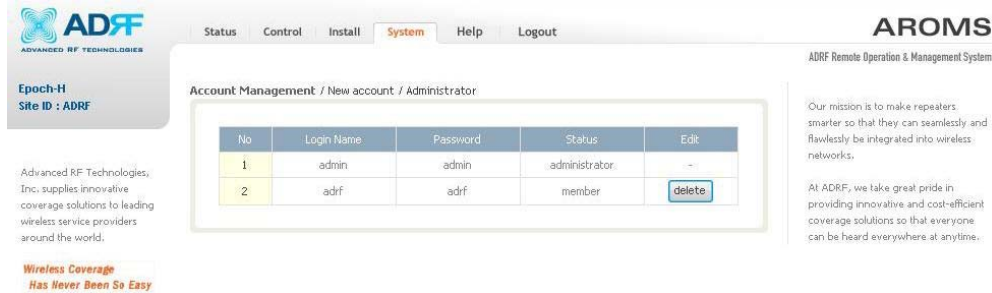 ADRF
ADVANCED RF TECHNOLOGIES
Status Control Install System Help Logout
AROMS
ADRF Remote Operation & Management System
Epoch-H
Site ID : ADRF
Account Management / New account / Administrator
No Login Name Password Status Edit
1 admin admin administrator -
2 adrf adrf member delete
Advanced RF Technologies,
Inc. supplies innovative
coverage solutions to leading
wireless service providers
around the world.
Wireless Coverage
Has Never Been So Easy
Our mission is to make repeaters
smarter so that they can seamlessly and
flawlessly be integrated into wireless
networks.
At ADRF, we take great pride in
providing innovative and cost-efficient
coverage solutions so that everyone
can be heard everywhere at anytime.